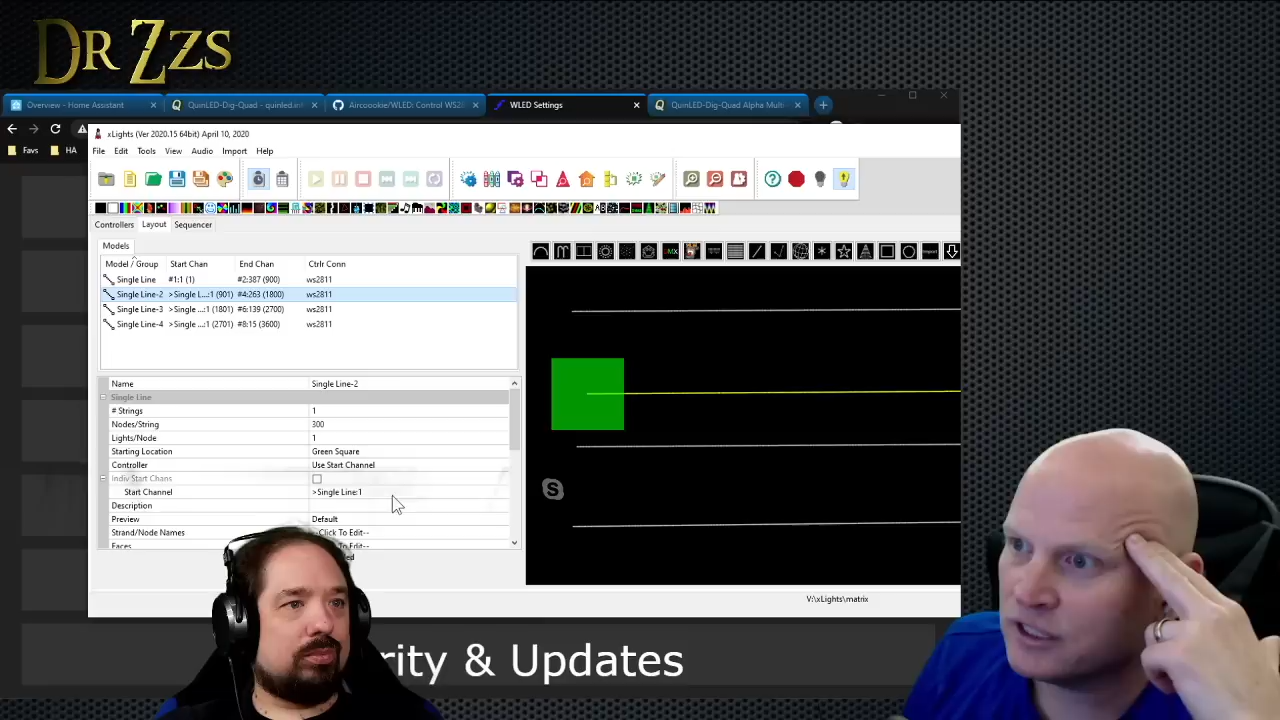 DR ZZS
Overview - Home Assistant
QuinLED-Dig-Quad - quinled.in
Aircoookie/WLED: Control WS2
WLED Settings
QuinLED-Dig-Quad Alpha Mult
Favs
HA
xLights (Ver 2020.15 64bit) April 10, 2020
File Edit Tools View Audio Import Help
Controllers Layout Sequencer
Models
Model / Group Start Chan End Chan Ctrlr Conn
Single Line #1:1 (1) #2:387 (900) ws2811
Single Line-2 >Single L...:1 (901) #4:263 (1800) ws2811
Single Line-3 >Single ...:1 (1801) #6:139 (2700) ws2811
Single Line-4 >Single ...:1 (2701) #8:15 (3600) ws2811
Name Single Line-2
Single Line
# Strings 1
Nodes/String 300
Lights/Node 1
Starting Location Green Square
Controller Use Start Channel
Indiv Start Chans
Start Channel >Single Line:1
Description
Preview Default
Strand/Node Names --Click To Edit--
Faces To Edit--
V:\xLights\matrix
rity & Updates